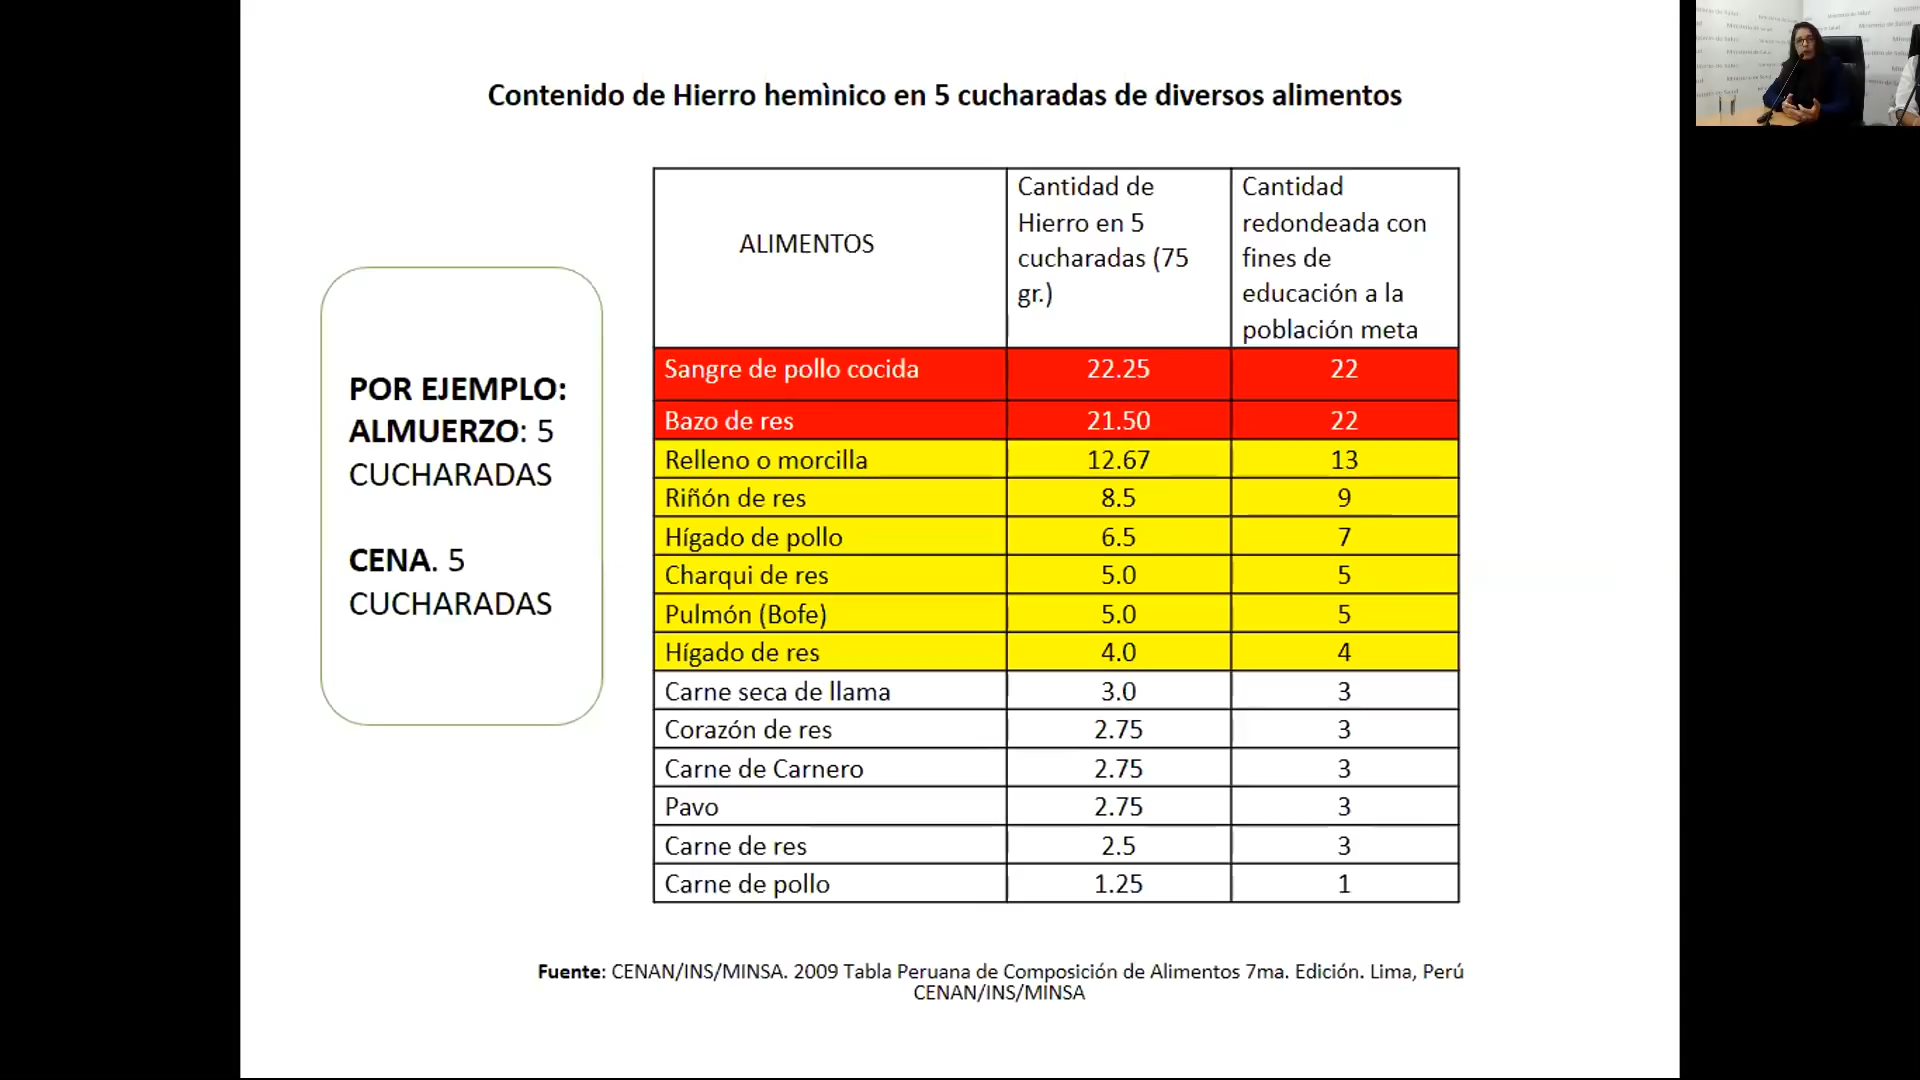 Contenido de Hierro hemìnico en 5 cucharadas de diversos alimentos
POR EJEMPLO:
ALMUERZO: 5
CUCHARADAS
CENA. 5
CUCHARADAS
ALIMENTOS
Cantidad de
Hierro en 5
cucharadas (75
gr.)
Cantidad
redondeada con
fines de
educación a la
población meta
Sangre de pollo cocida 22.25 22
Bazo de res 21.50 22
Relleno o morcilla 12.67 13
Riñón de res 8.5 9
Hígado de pollo 6.5 7
Charqui de res 5.0 5
Pulmón (Bofe) 5.0 5
Hígado de res 4.0 4
Carne seca de llama 3.0 3
Corazón de res 2.75 3
Carne de Carnero 2.75 3
Pavo 2.75 3
Carne de res 2.5 3
Carne de pollo 1.25 1
Fuente: CENAN/INS/MINSA. 2009 Tabla Peruana de Composición de Alimentos 7ma. Edición. Lima, Perú
CENAN/INS/MINSA